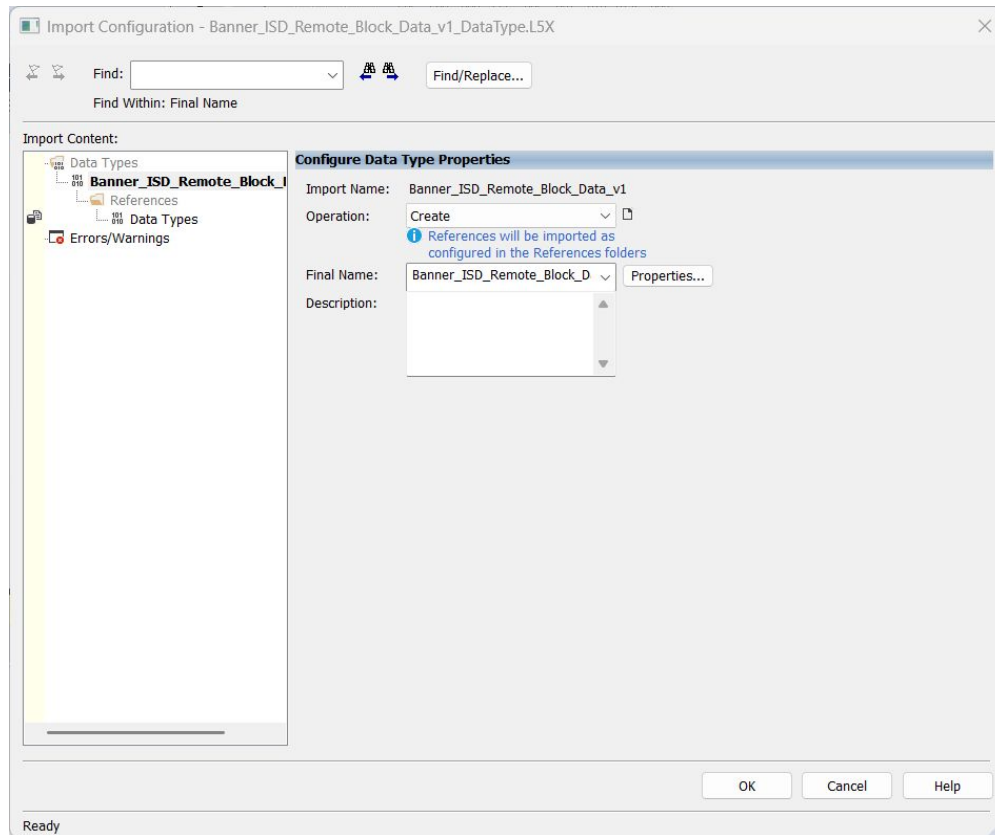 Import Configuration - Banner_ISD_Remote_Block_Data_v1_DataType.L5X
Find:
Find/Replace...
Find Within: Final Name
Import Content:
Data Types
Banner_ISD_Remote_Block_
References
Data Types
Errors/Warnings
Configure Data Type Properties
Import Name: Banner_ISD_Remote_Block_Data_v1
Operation: Create
References will be imported as
configured in the References folders
Final Name: Banner_ISD_Remote_Block_D Properties...
Description:
OK Cancel Help
Ready